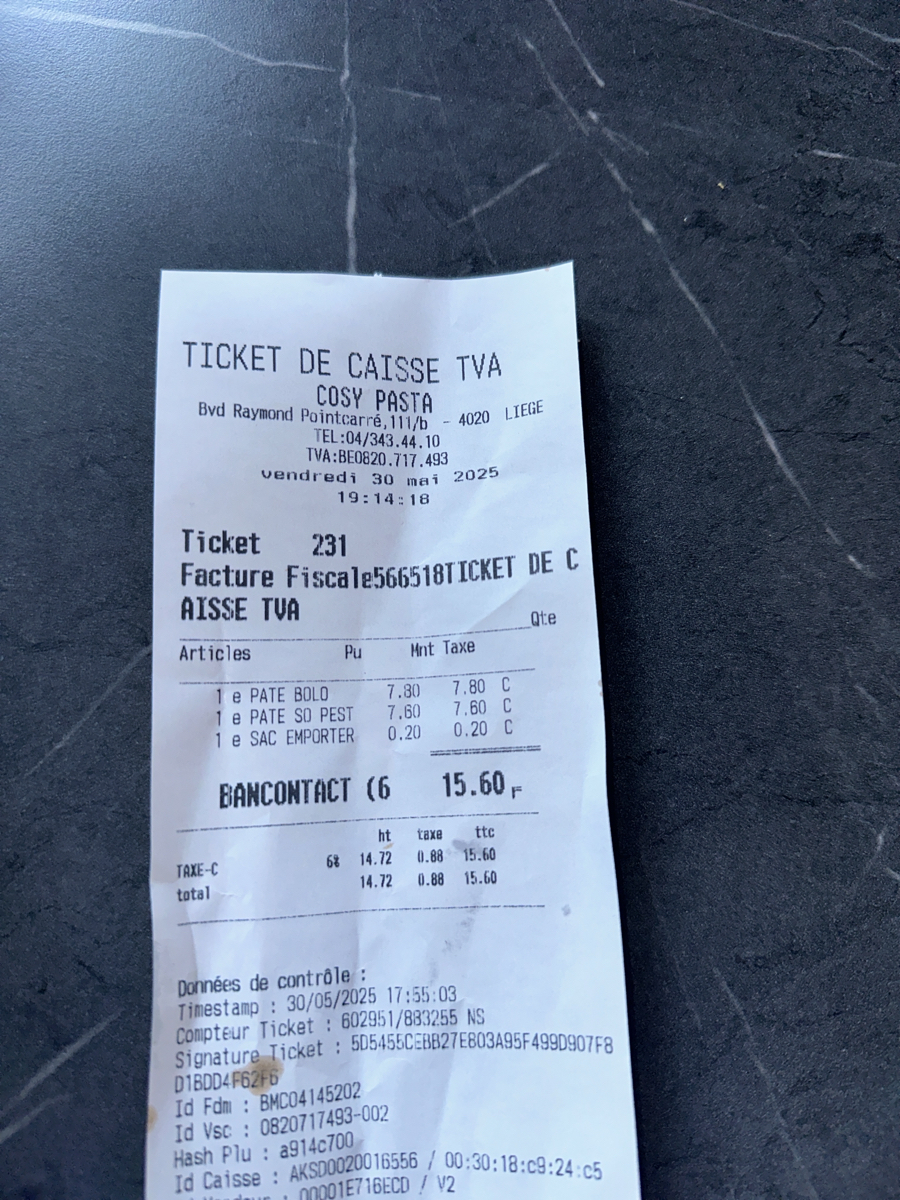 TICKET DE CAISSE TVA
COSY PASTA
Bvd Raymond Pointcarré,111/b - 4020 LIEGE
TEL:04/343.44.10
TVA:BE0820.717.493
vendredi 30 mai 2025
19:14:18
Ticket 231
Facture Fiscale566518TICKET DE C
AISSE TVA
Qte
Articles Pu Mnt Taxe
1 e PATE BOLO 7.80 7.80 C
1 e PATE SO PEST 7.60 7.60 C
1 e SAC EMPORTER 0.20 0.20 C
BANCONTACT (6 15.60 F
ht taxe ttc
TAXE-C 6% 14.72 0.88 15.60
total 14.72 0.88 15.60
Données de contrôle :
Timestamp : 30/05/2025 17:55:03
Compteur Ticket : 602951/883255 NS
Signature Ticket : 5D5455CEBB27E803A95F499D907F8
D1BDD4F62F6
Id Fdm : BMC04145202
Id Vsc : 0820717493-002
Hash Plu : a914c700
Id Caisse : AKSD0020016556 / 00:30:18:c9:24:c5
: 00001E716ECD / V2